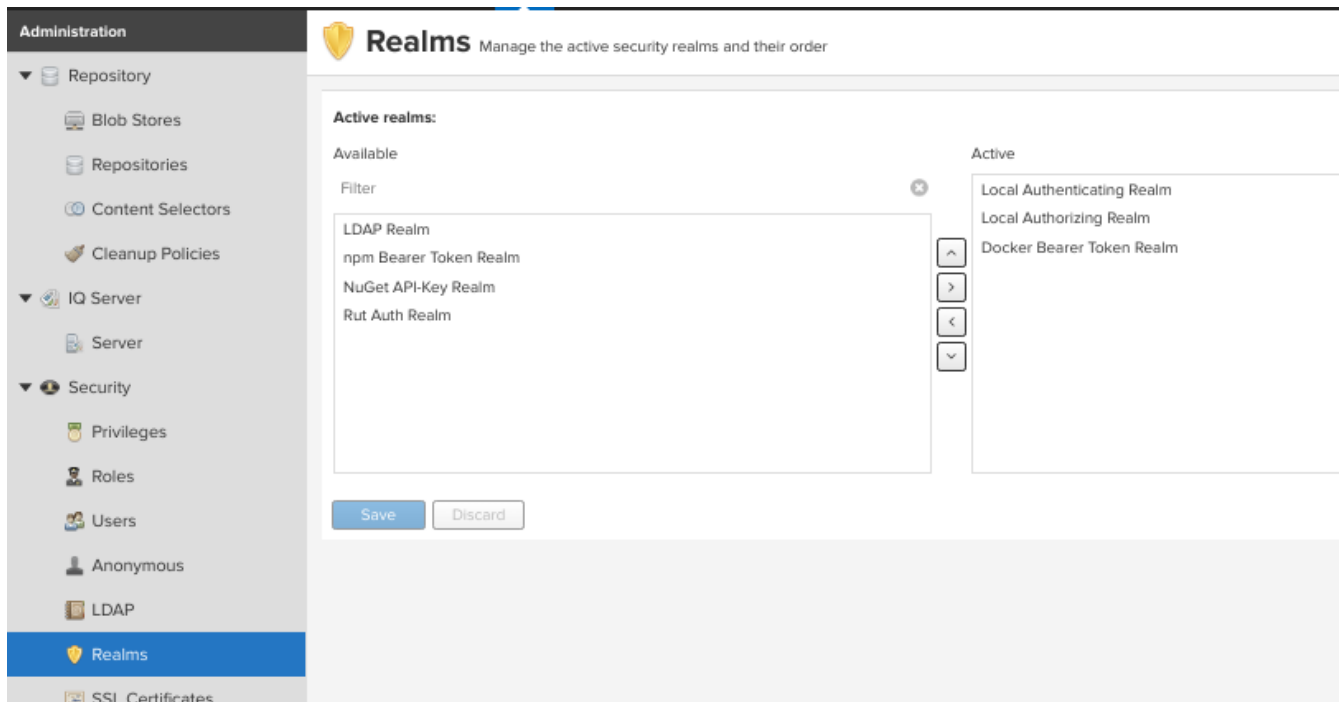 Administration
Repository
Blob Stores
Repositories
Content Selectors
Cleanup Policies
IQ Server
Server
Security
Privileges
Roles
Users
Anonymous
LDAP
Realms
SSL Certificates
Realms Manage the active security realms and their order
Active realms:
Available
Filter
LDAP Realm
npm Bearer Token Realm
NuGet API-Key Realm
Rut Auth Realm
Active
Local Authenticating Realm
Local Authorizing Realm
Docker Bearer Token Realm
Save Discard